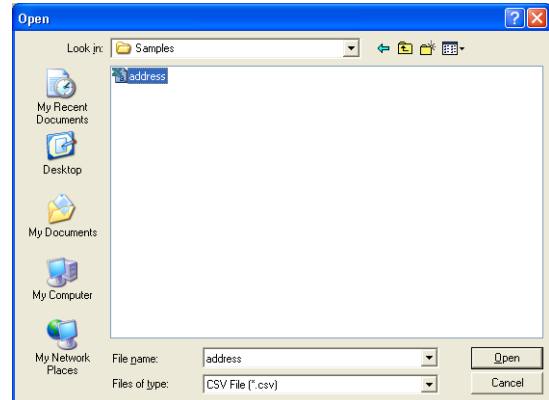 Open
Look in: Samples
address
My Recent
Documents
Desktop
My Documents
My Computer
My Network
Places
File name: address Open
Files of type: CSV File (*.csv) Cancel